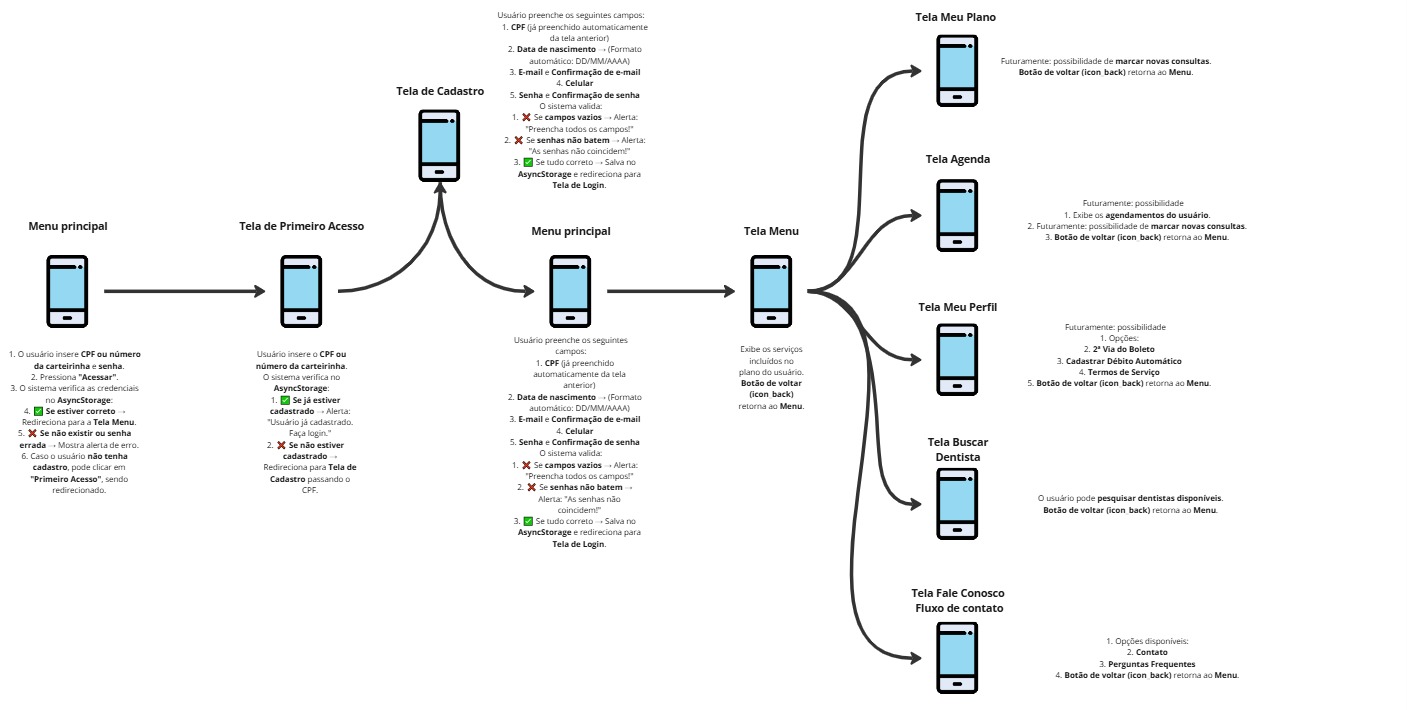 Menu principal
1. O usuário insere CPF ou número
da carteirinha e senha.
2. Pressiona "Acessar".
3. O sistema verifica as credenciais
no AsyncStorage:
4. ✅ Se estiver correto →
Redireciona para a Tela Menu.
5. ❌ Se não existir ou senha
errada → Mostra alerta de erro.
6. Caso o usuário não tenha
cadastro, pode clicar em
"Primeiro Acesso", sendo
redirecionado.
Tela de Primeiro Acesso
Usuário insere o CPF ou
número da carteirinha.
O sistema verifica no
AsyncStorage:
1. ✅ Se já estiver
cadastrado → Alerta:
"Usuário já cadastrado.
Faça login."
2. ❌ Se não estiver
cadastrado →
Redireciona para Tela de
Cadastro passando o
CPF.
Tela de Cadastro
Usuário preenche os seguintes campos:
1. CPF (já preenchido automaticamente
da tela anterior)
2. Data de nascimento → (Formato
automático: DD/MM/AAAA)
3. E-mail e Confirmação de e-mail
4. Celular
5. Senha e Confirmação de senha
O sistema valida:
1. ❌ Se campos vazios → Alerta:
"Preencha todos os campos!"
2. ❌ Se senhas não batem → Alerta:
"As senhas não coincidem!"
3. ✅ Se tudo correto → Salva no
AsyncStorage e redireciona para
Tela de Login.
Menu principal
Usuário preenche os seguintes
campos:
1. CPF (já preenchido
automaticamente da tela
anterior)
2. Data de nascimento → (Formato
automático: DD/MM/AAAA)
3. E-mail e Confirmação de e-mail
4. Celular
5. Senha e Confirmação de senha
O sistema valida:
1. ❌ Se campos vazios → Alerta:
"Preencha todos os campos!"
2. ❌ Se senhas não batem →
Alerta: "As senhas não
coincidem!"
3. ✅ Se tudo correto → Salva no
AsyncStorage e redireciona para
Tela de Login.
Tela Menu
Exibe os serviços
incluídos no
plano do usuário.
Botão de voltar
(icon_back)
retorna ao Menu.
Tela Meu Plano
Futuramente: possibilidade de marcar novas consultas.
Botão de voltar (icon_back) retorna ao Menu.
Tela Agenda
Futuramente: possibilidade
1. Exibe os agendamentos do usuário.
2. Futuramente: possibilidade de marcar novas consultas.
3. Botão de voltar (icon_back) retorna ao Menu.
Tela Meu Perfil
Futuramente: possibilidade
1. Opções:
2. 2ª Via do Boleto
3. Cadastrar Débito Automático
4. Termos de Serviço
5. Botão de voltar (icon_back) retorna ao Menu.
Tela Buscar
Dentista
O usuário pode pesquisar dentistas disponíveis.
Botão de voltar (icon_back) retorna ao Menu.
Tela Fale Conosco
Fluxo de contato
1. Opções disponíveis:
2. Contato
3. Perguntas Frequentes
4. Botão de voltar (icon_back) retorna ao Menu.